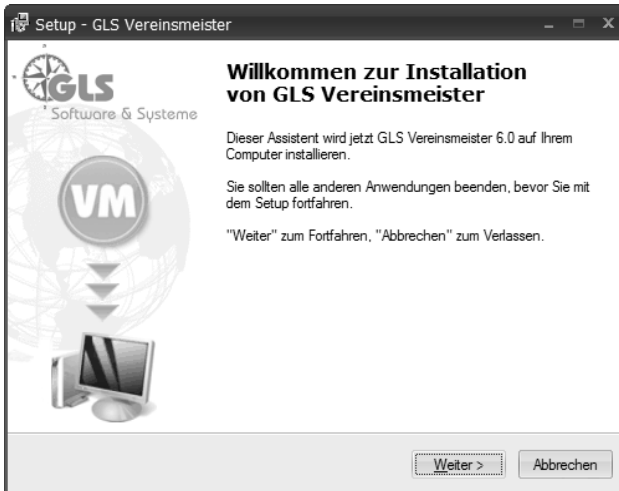 Setup - GLS Vereinsmeister
GLS
Software & Systeme
Willkommen zur Installation
von GLS Vereinsmeister
Dieser Assistent wird jetzt GLS Vereinsmeister 6.0 auf Ihrem
Computer installieren.
Sie sollten alle anderen Anwendungen beenden, bevor Sie mit
dem Setup fortfahren.
"Weiter" zum Fortfahren, "Abbrechen" zum Verlassen.
VM
Weiter >
Abbrechen